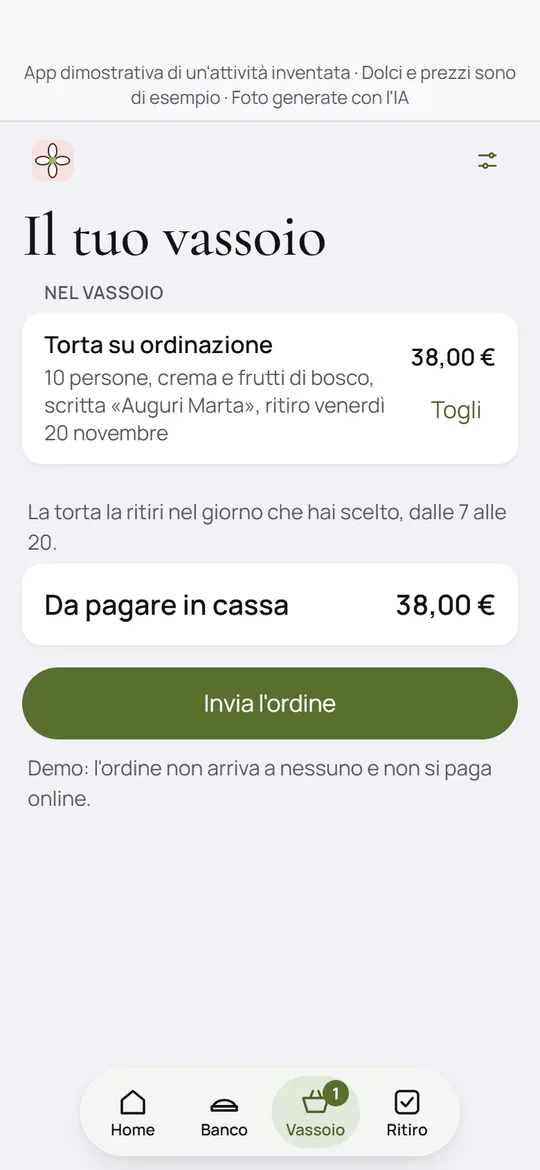 App dimostrativa di un'attività inventata · Dolci e prezzi sono
di esempio · Foto generate con l'IA
Il tuo vassoio
NEL VASSOIO
Torta su ordinazione
10 persone, crema e frutti di bosco,
scritta «Auguri Marta», ritiro venerdì
20 novembre
38,00 €
Togli
La torta la ritiri nel giorno che hai scelto, dalle 7 alle
20.
Da pagare in cassa 38,00 €
Invia l'ordine
Demo: l'ordine non arriva a nessuno e non si paga
online.
1
Home Banco Vassoio Ritiro